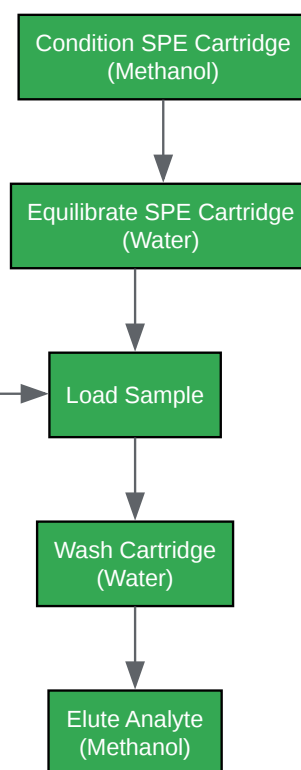 Condition SPE Cartridge
(Methanol)
Equilibrate SPE Cartridge
(Water)
Load Sample
Wash Cartridge
(Water)
Elute Analyte
(Methanol)